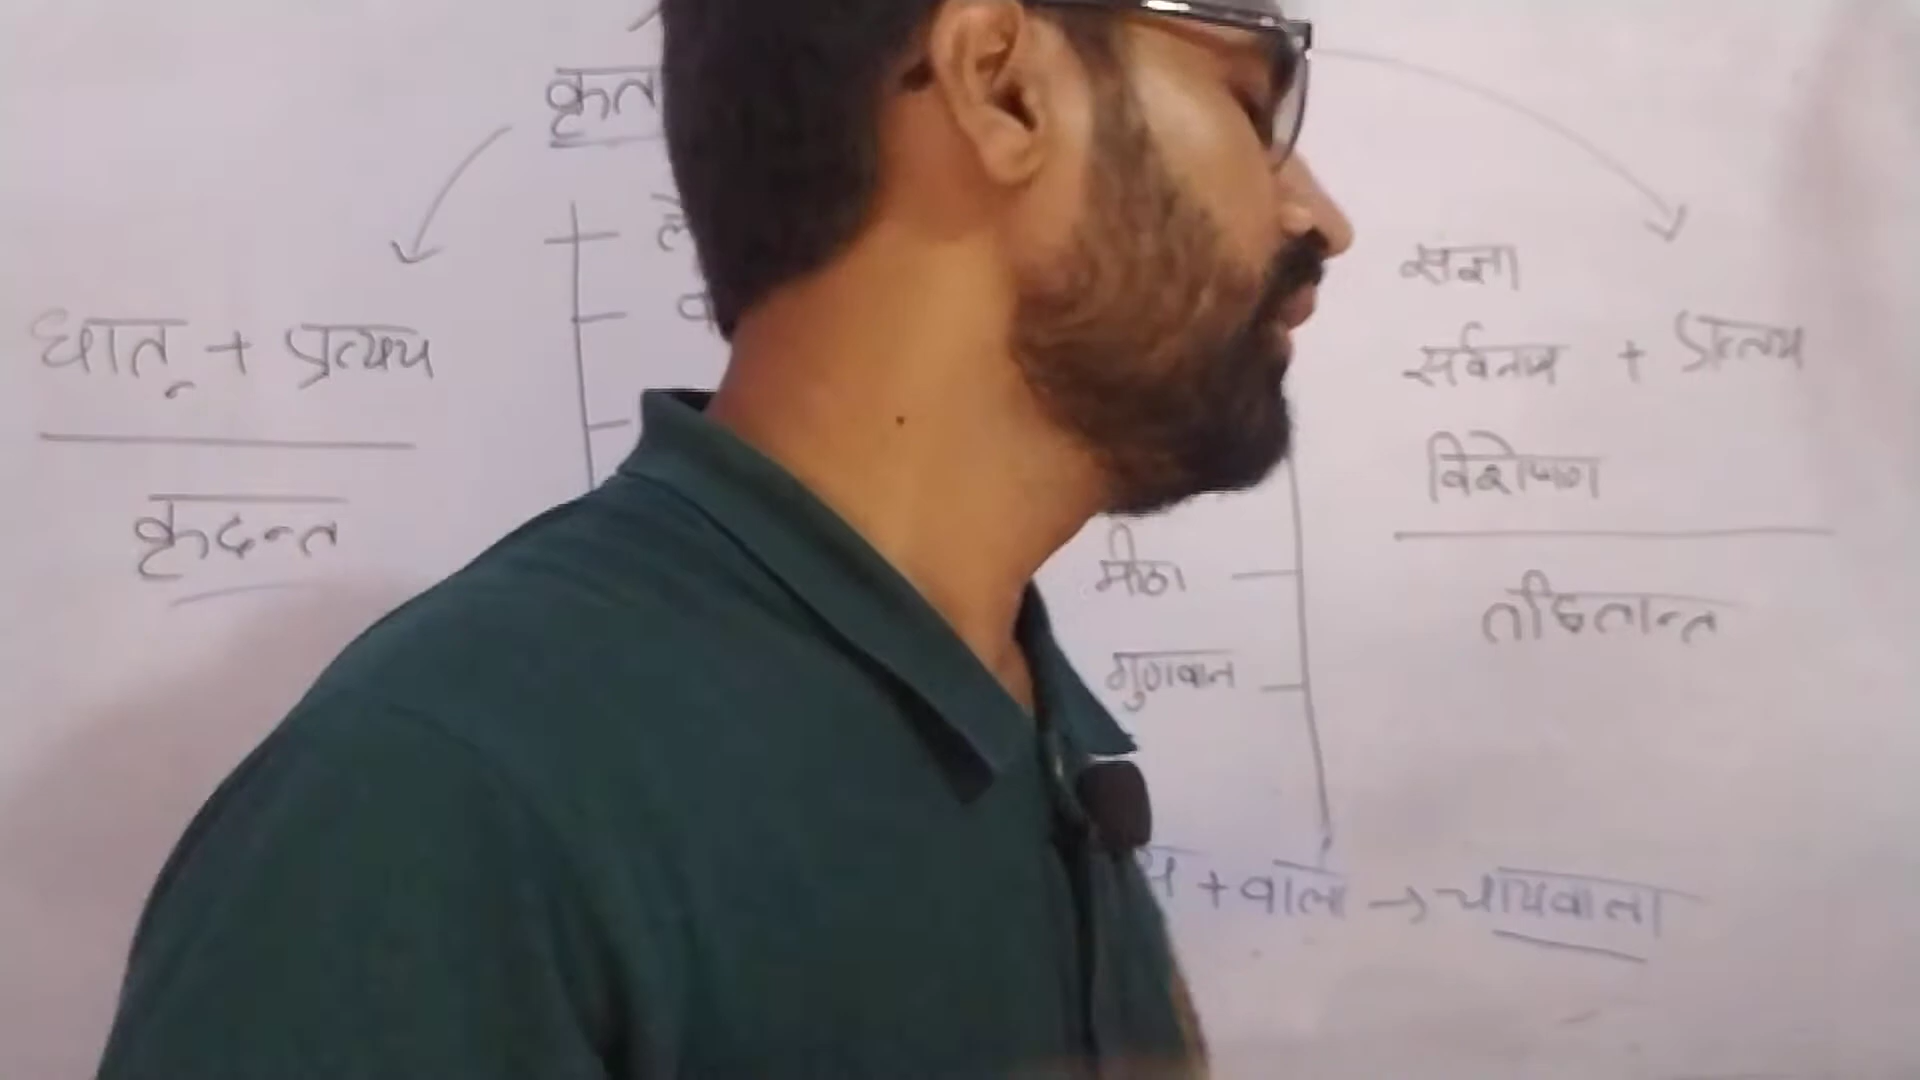 कृत
धातु + प्रत्यय
कृदन्त
संज्ञा
सर्वनाम + प्रत्यय
विशेषण
तद्धितान्त
मीठा
गुणवान
+ वाला → चायवाला